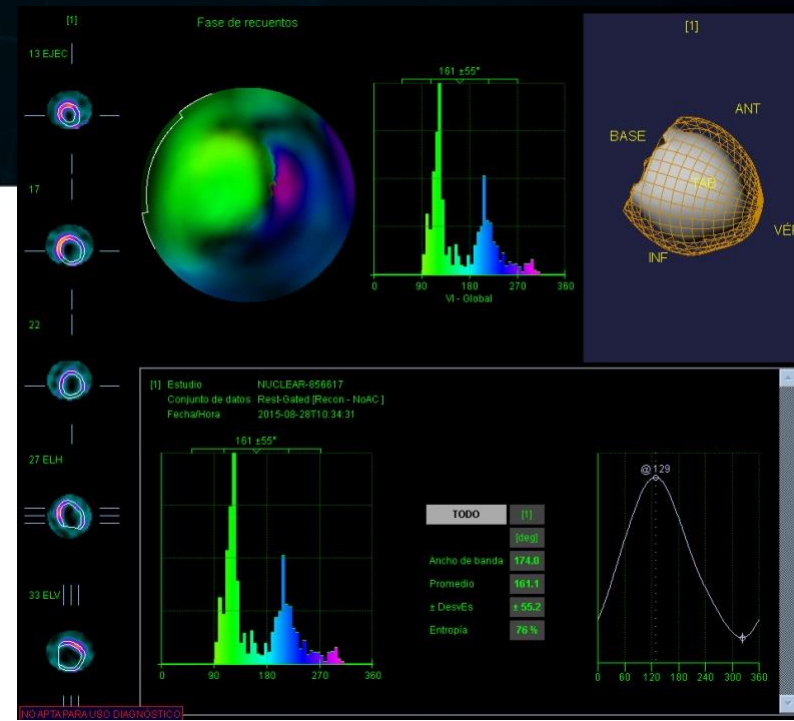 [1]
Fase de recuentos
[1]
13 EJEC
161 ±55°
ANT
BASE
TAB
17
VÉ
INF
0 90 180 270 360
VI - Global
22
[1] Estudio NUCLEAR-856617
Conjunto de datos Rest-Gated [Recon - NoAC ]
Fecha/Hora 2015-08-28T10:34:31
161 ±55°
27 ELH
@129
TODO [1]
[deg]
Ancho de banda 174.0
Promedio 161.1
± DesvEs ± 55.2
Entropía 76 %
33 ELV
0 90 180 270 360
0 60 120 180 240 300 360
NO APTA PARA USO DIAGNÓSTICO